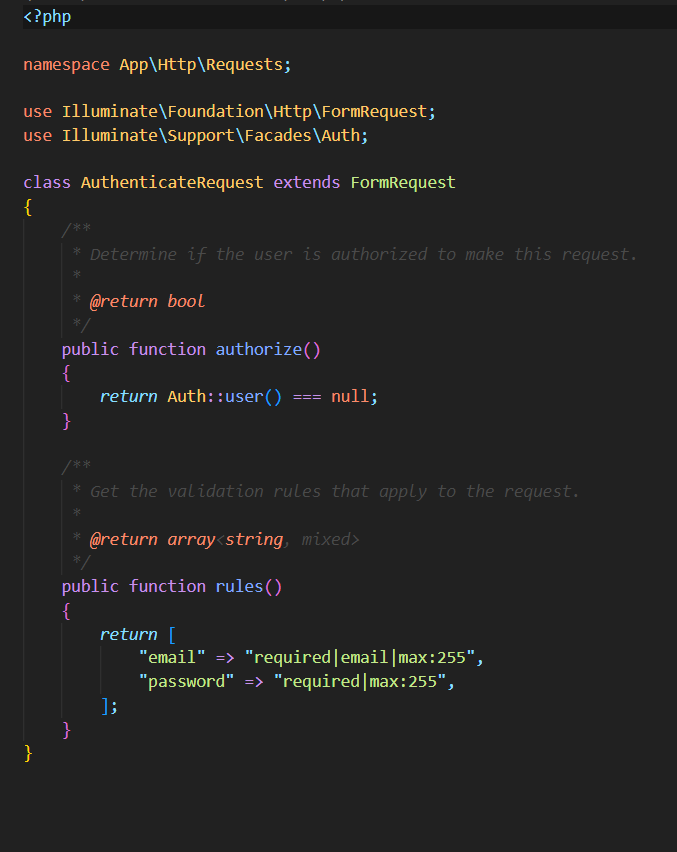 <?php
namespace App\Http\Requests;
use Illuminate\Foundation\Http\FormRequest;
use Illuminate\Support\Facades\Auth;
class AuthenticateRequest extends FormRequest
{
    /**
     * Determine if the user is authorized to make this request.
     *
     * @return bool
     */
    public function authorize()
    {
        return Auth::user() === null;
    }
    /**
     * Get the validation rules that apply to the request.
     *
     * @return array<string, mixed>
     */
    public function rules()
    {
        return [
            "email" => "required|email|max:255",
            "password" => "required|max:255",
        ];
    }
}